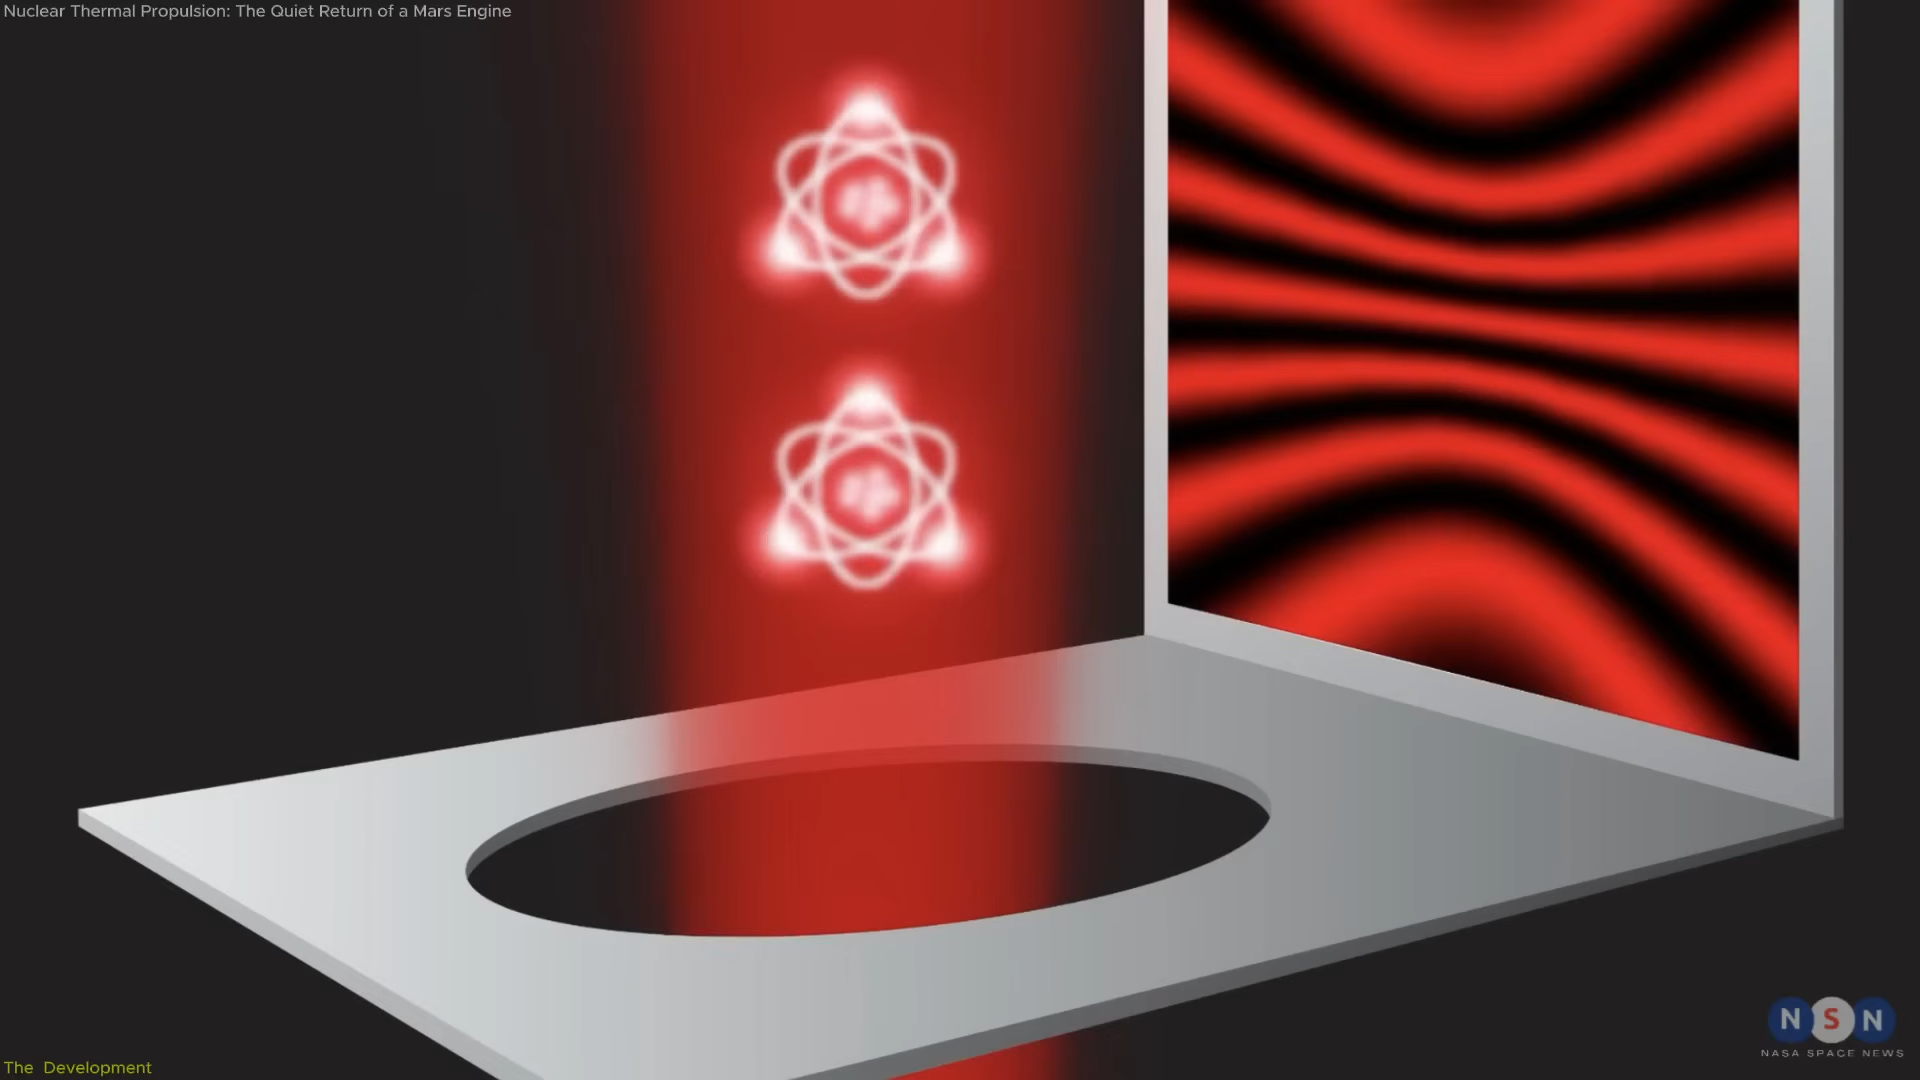 Nuclear Thermal Propulsion: The Quiet Return of a Mars Engine
NSN
NASA SPACE NEWS
The Development